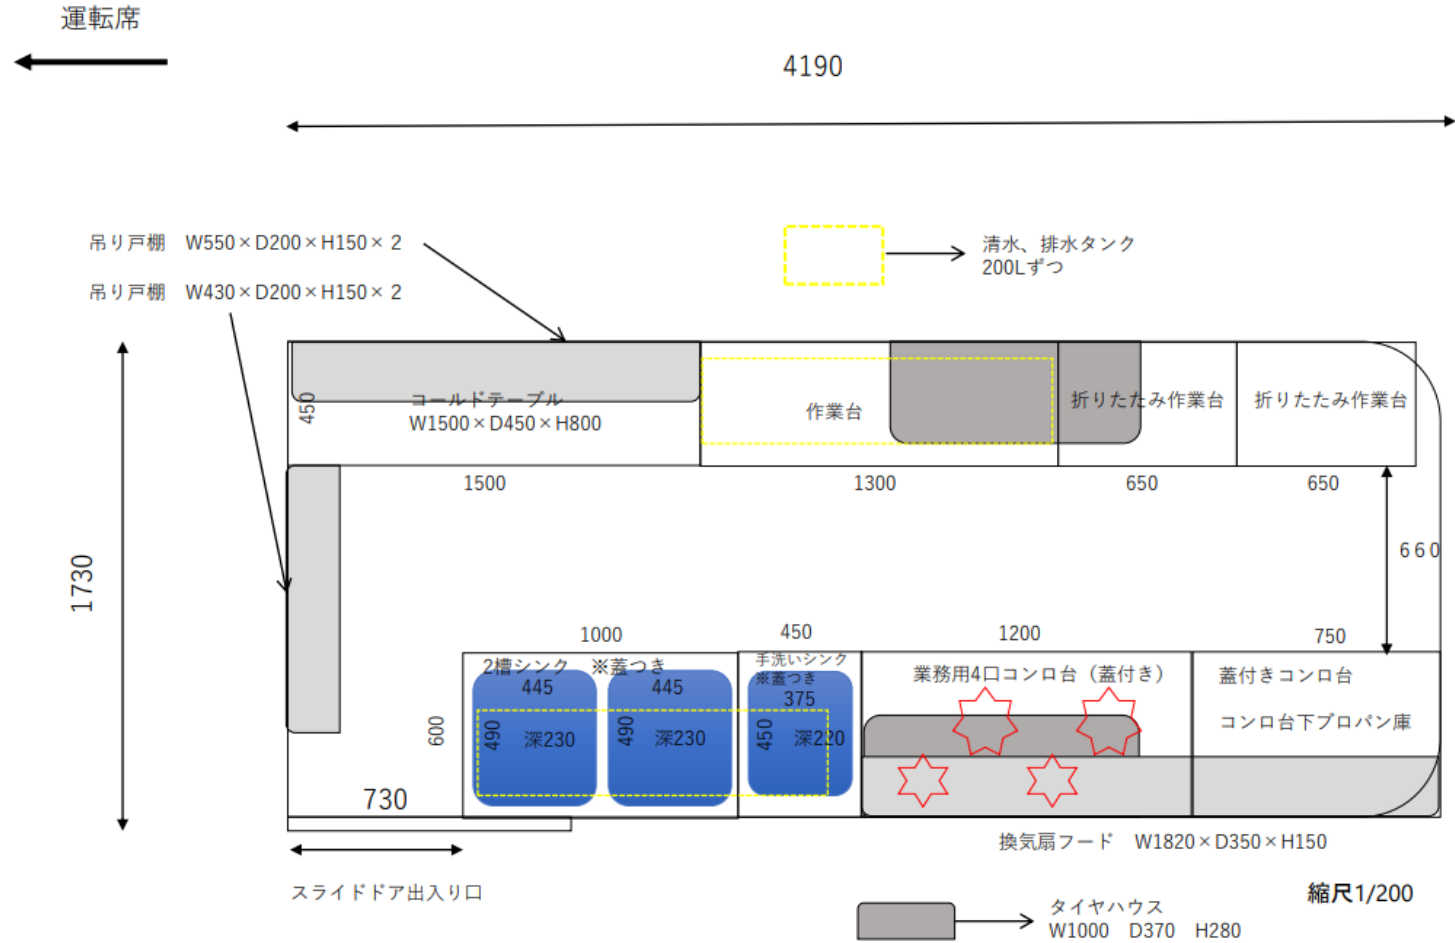 運転席
4190
吊り戸棚　W550×D200×H150×2
吊り戸棚　W430×D200×H150×2
清水、排水タンク
200Lずつ
450
コールドテーブル
W1500×D450×H800
作業台
折りたたみ作業台
折りたたみ作業台
1500
1300
650
650
1730
660
1000
450
1200
750
2槽シンク　※蓋つき
手洗いシンク
※蓋つき
業務用4口コンロ台（蓋付き）
蓋付きコンロ台
コンロ台下プロパン庫
445
445
375
600
490
深230
490
深230
450
深220
730
換気扇フード　W1820×D350×H150
スライドドア出入り口
縮尺1/200
タイヤハウス
W1000　D370　H280